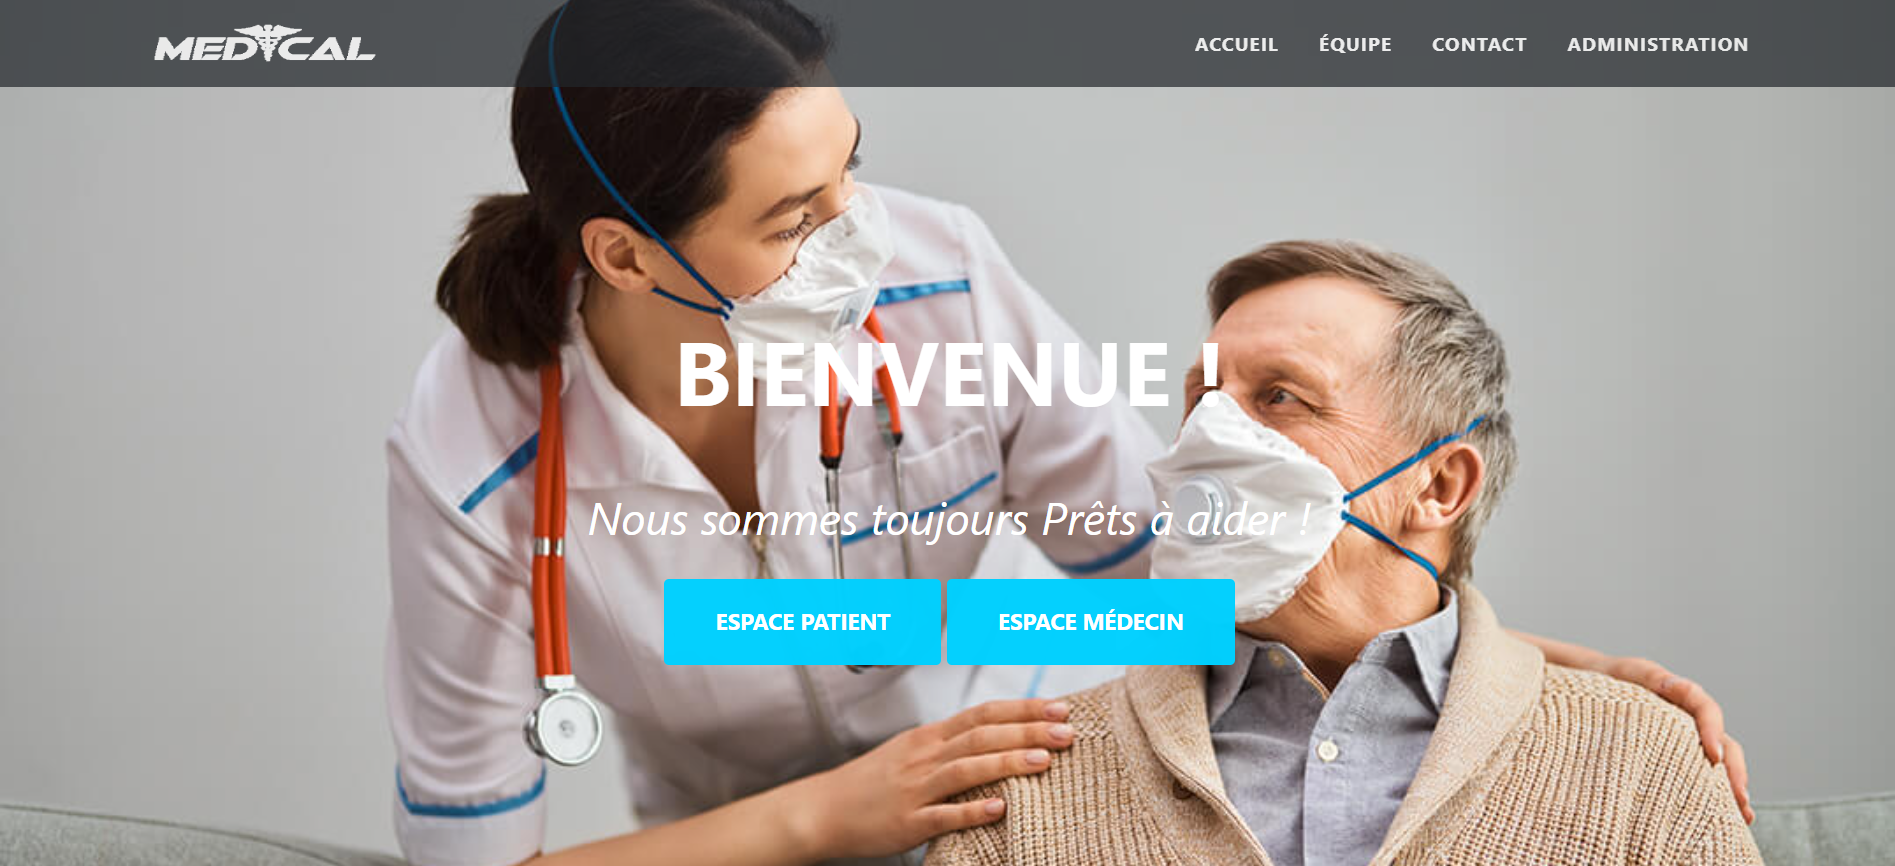 MEDICAL
ACCUEIL ÉQUIPE CONTACT ADMINISTRATION
BIENVENUE !
Nous sommes toujours Prêts à aider !
ESPACE PATIENT ESPACE MÉDECIN